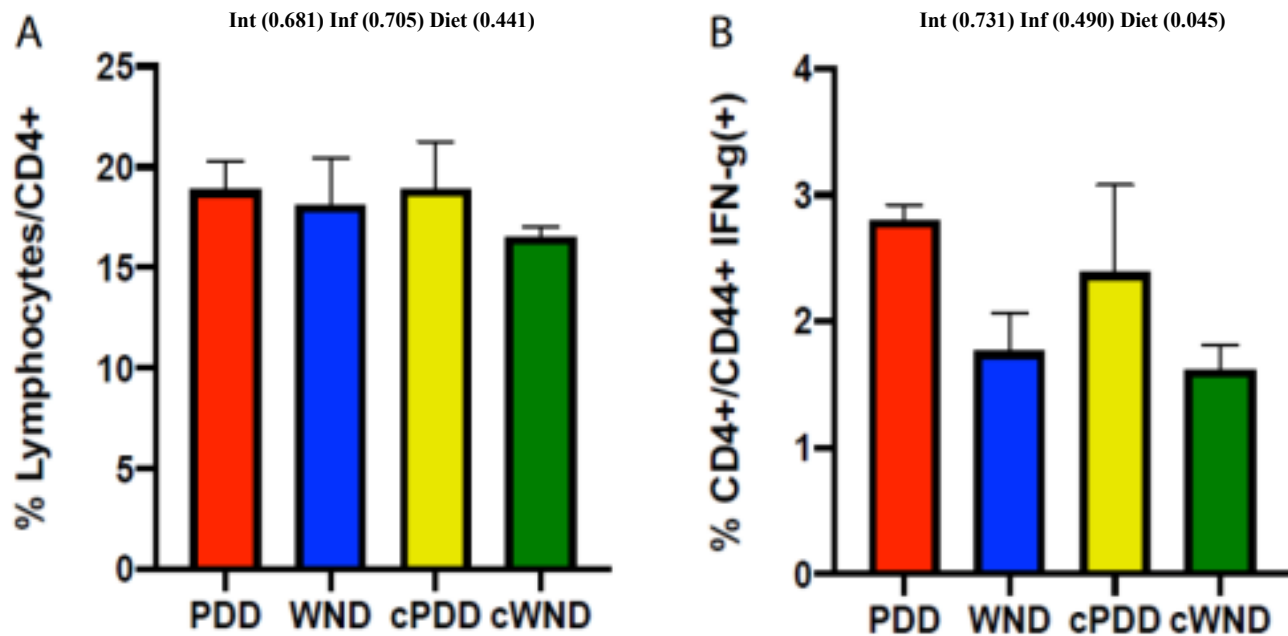 A
Int (0.681) Inf (0.705) Diet (0.441)
% Lymphocytes/CD4+
25
20
15
10
5
0
PDD WND cPDD cWND
B
Int (0.731) Inf (0.490) Diet (0.045)
% CD4+/CD44+ IFN-g(+)
4
3
2
1
0
PDD WND cPDD cWND